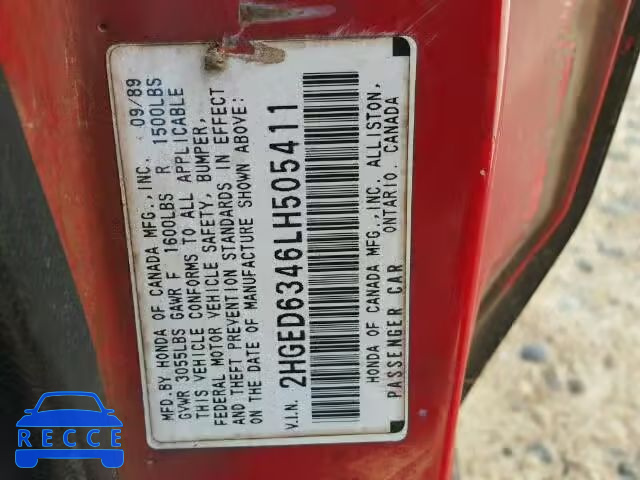 MFD. BY HONDA OF CANADA MFG., INC. 09/89
GVWR 3055LBS GAWR F 1600LBS R 1500LBS
THIS VEHICLE CONFORMS TO ALL APPLICABLE
FEDERAL MOTOR VEHICLE SAFETY, BUMPER,
AND THEFT PREVENTION STANDARDS IN EFFECT
ON THE DATE OF MANUFACTURE SHOWN ABOVE:
V.I.N. 2HGED6346LH505411
HONDA OF CANADA MFG., INC. ALLISTON,
ONTARIO. CANADA
PASSENGER CAR
RECCE